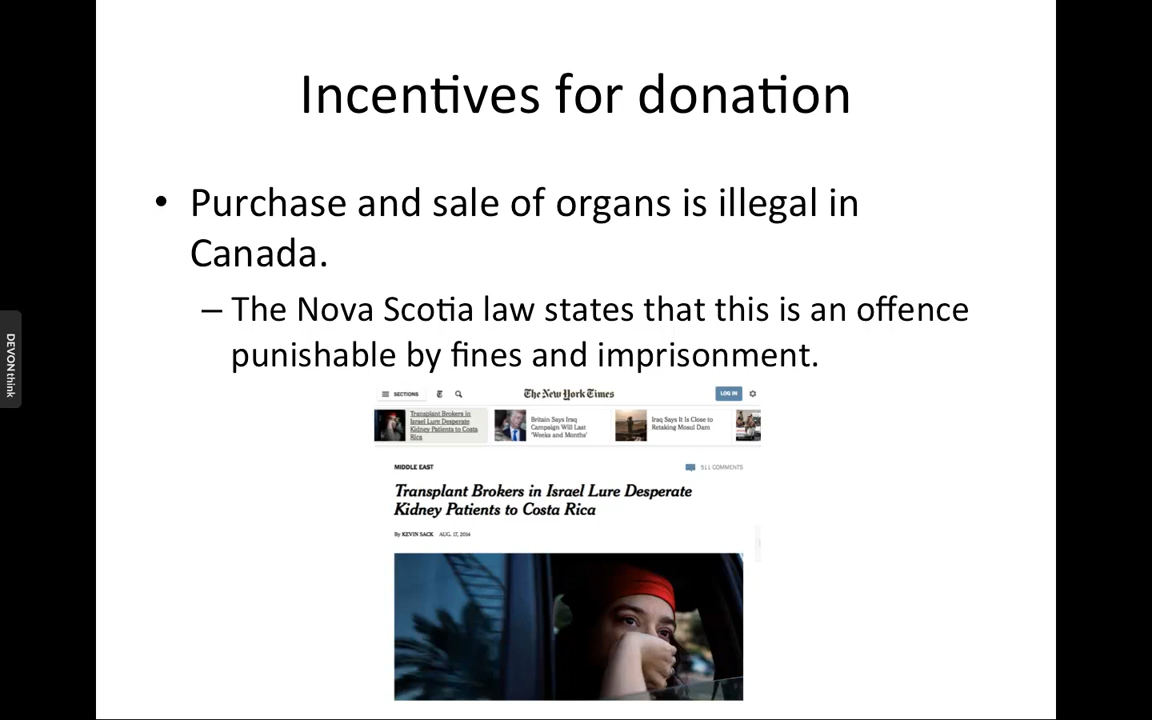 Incentives for donation
• Purchase and sale of organs is illegal in
Canada.
– The Nova Scotia law states that this is an offence
punishable by fines and imprisonment.
DEVONthink
SECTIONS
The New York Times
LOG IN
Transplant Brokers in
Israel Lure Desperate
Kidney Patients to Costa
Rica
Britain Says Iraq
Campaign Will Last
'Weeks and Months'
Iraq Says It Is Close to
Retaking Mosul Dam
MIDDLE EAST
511 COMMENTS
Transplant Brokers in Israel Lure Desperate
Kidney Patients to Costa Rica
By KEVIN SACK AUG. 17, 2014